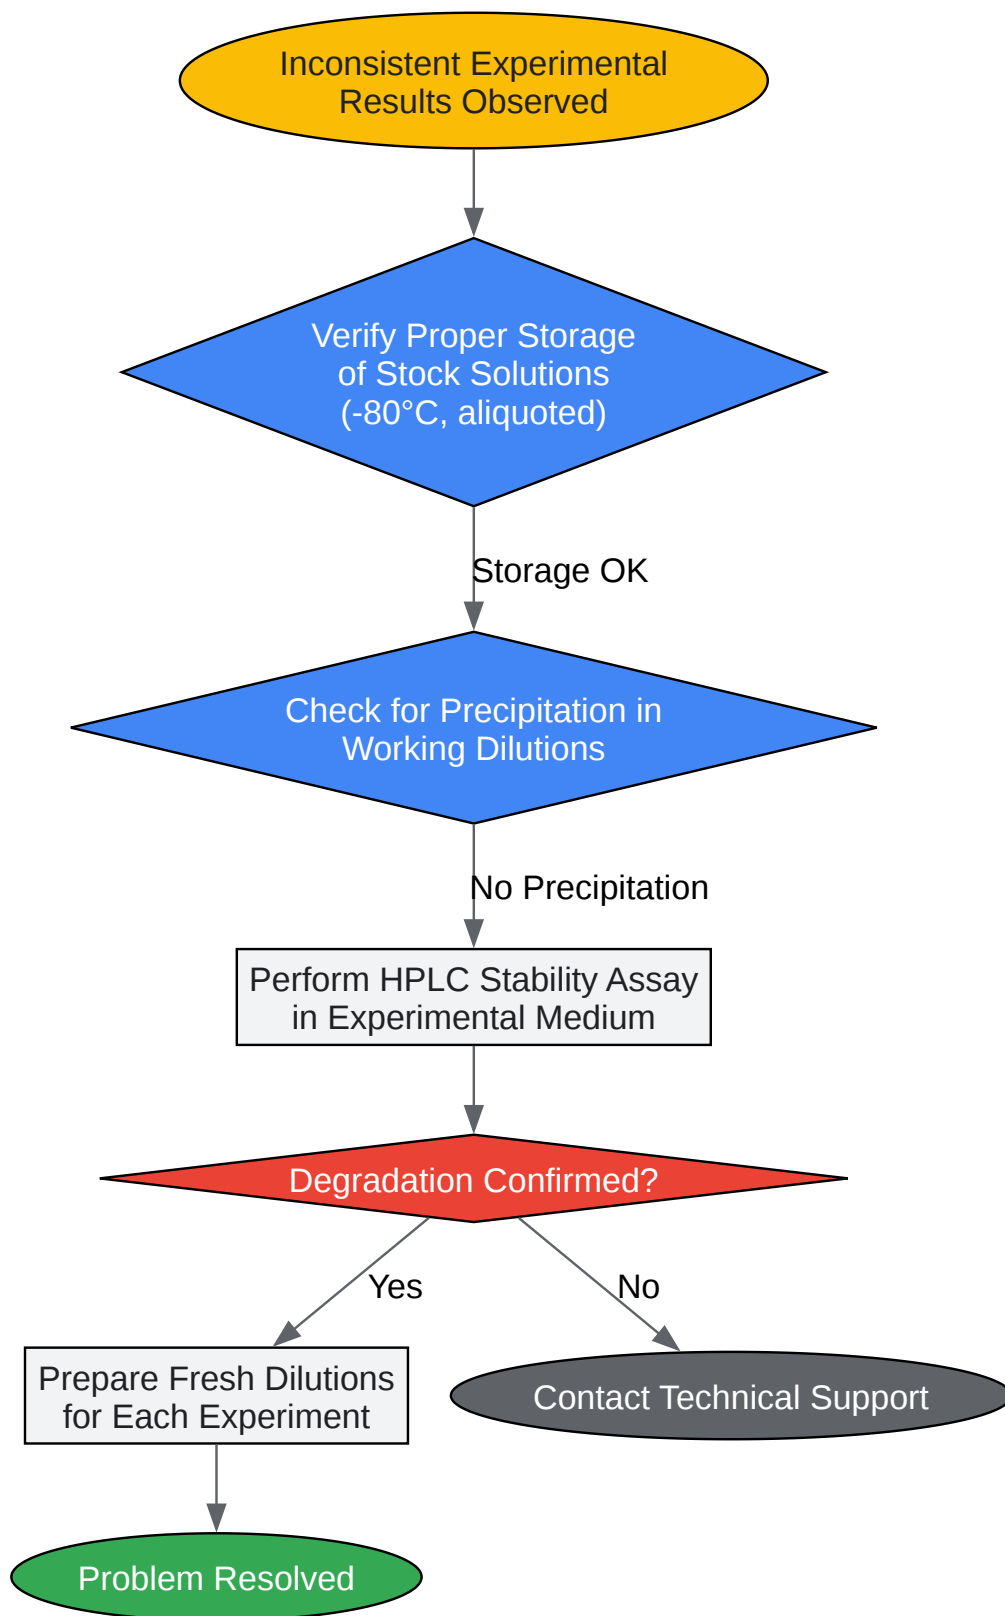 Inconsistent Experimental
Results Observed
Verify Proper Storage
of Stock Solutions
(-80°C, aliquoted)
Storage OK
Check for Precipitation in
Working Dilutions
No Precipitation
Perform HPLC Stability Assay
in Experimental Medium
Degradation Confirmed?
Yes
No
Prepare Fresh Dilutions
for Each Experiment
Contact Technical Support
Problem Resolved